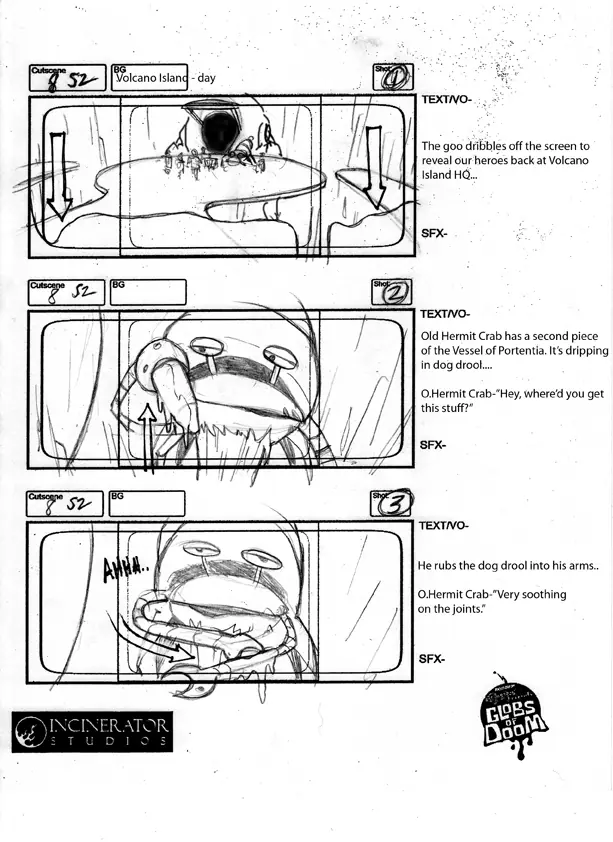 Cutscene
8 S2
BG
Volcano Island - day
Shot
1
TEXT/VO-
The goo dribbles off the screen to
reveal our heroes back at Volcano
Island HQ...
SFX-
Cutscene
8 S2
BG
Shot
2
TEXT/VO-
Old Hermit Crab has a second piece
of the Vessel of Portentia. It's dripping
in dog drool....
O.Hermit Crab-"Hey, where'd you get
this stuff?"
SFX-
Cutscene
8 S2
BG
Shot
3
AHHH..
TEXT/VO-
He rubs the dog drool into his arms..
O.Hermit Crab-"Very soothing
on the joints."
SFX-
INCINERATOR
STUDIOS
GLOBS
OF
DOOM